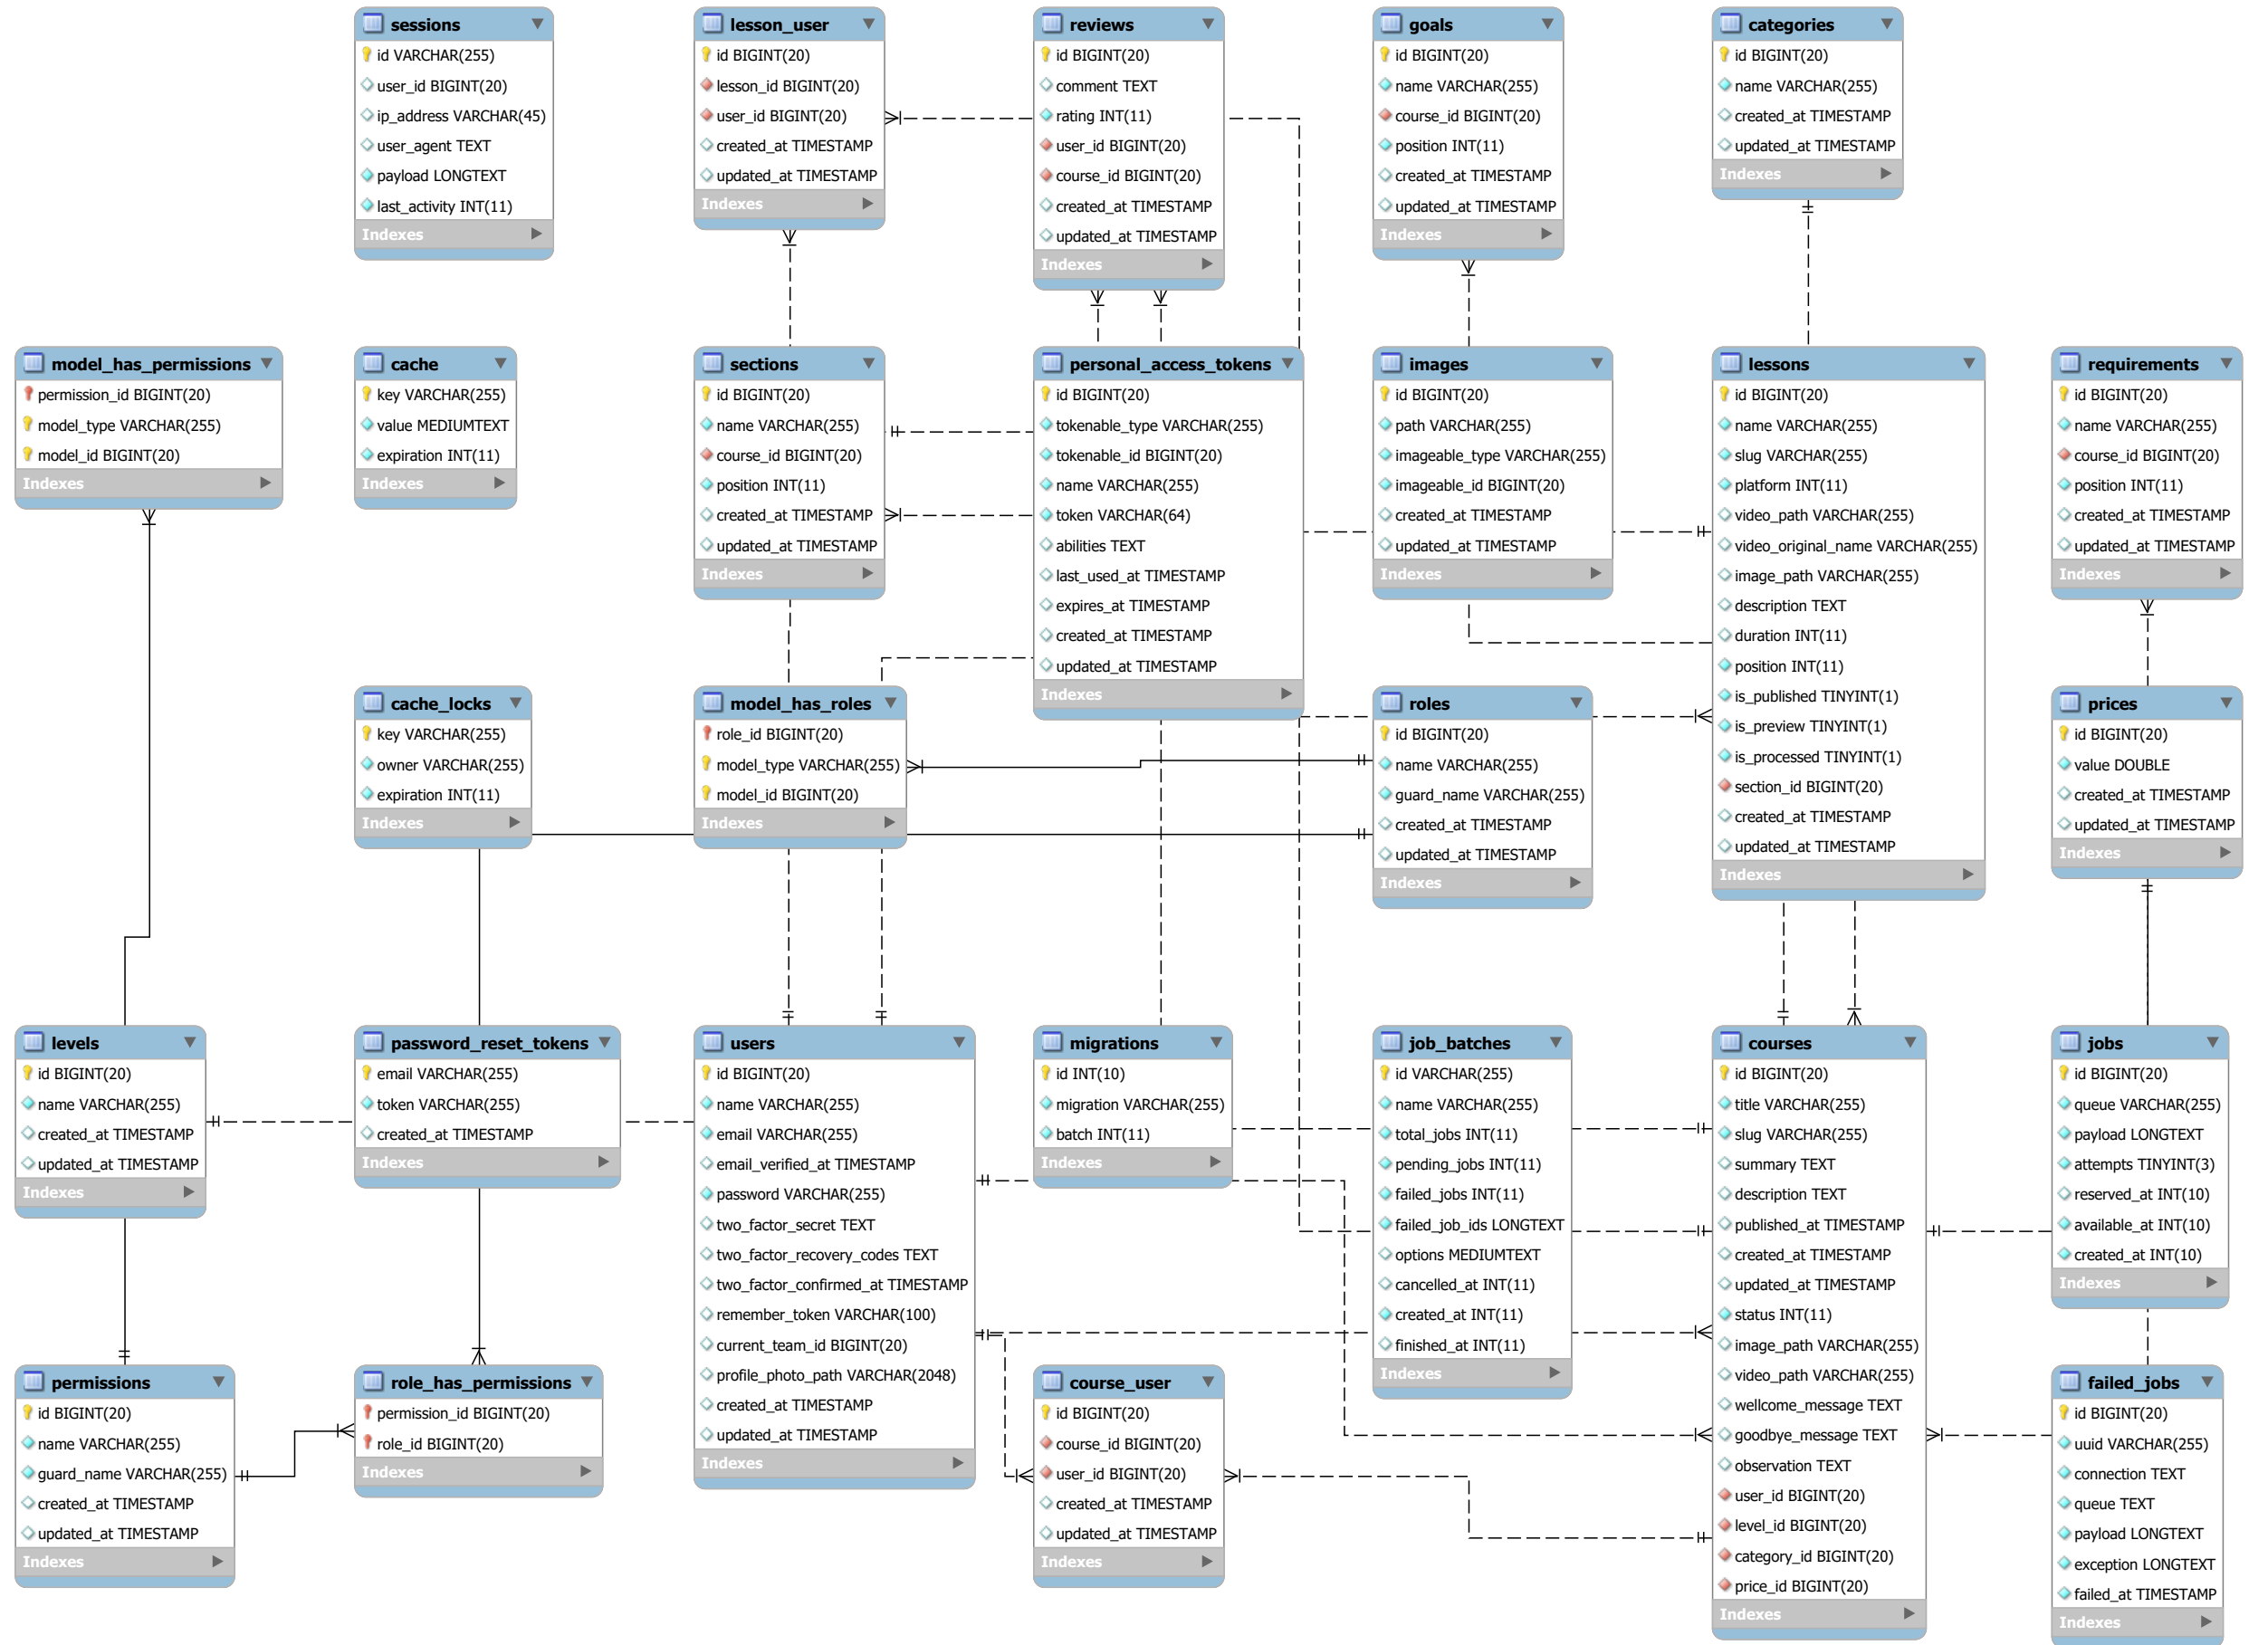 sessions
id VARCHAR(255)
user_id BIGINT(20)
ip_address VARCHAR(45)
user_agent TEXT
payload LONGTEXT
last_activity INT(11)
Indexes
lesson_user
id BIGINT(20)
lesson_id BIGINT(20)
user_id BIGINT(20)
created_at TIMESTAMP
updated_at TIMESTAMP
Indexes
reviews
id BIGINT(20)
comment TEXT
rating INT(11)
user_id BIGINT(20)
course_id BIGINT(20)
created_at TIMESTAMP
updated_at TIMESTAMP
Indexes
goals
id BIGINT(20)
name VARCHAR(255)
course_id BIGINT(20)
position INT(11)
created_at TIMESTAMP
updated_at TIMESTAMP
Indexes
categories
id BIGINT(20)
name VARCHAR(255)
created_at TIMESTAMP
updated_at TIMESTAMP
Indexes
model_has_permissions
permission_id BIGINT(20)
model_type VARCHAR(255)
model_id BIGINT(20)
Indexes
cache
key VARCHAR(255)
value MEDIUMTEXT
expiration INT(11)
Indexes
sections
id BIGINT(20)
name VARCHAR(255)
course_id BIGINT(20)
position INT(11)
created_at TIMESTAMP
updated_at TIMESTAMP
Indexes
personal_access_tokens
id BIGINT(20)
tokenable_type VARCHAR(255)
tokenable_id BIGINT(20)
name VARCHAR(255)
token VARCHAR(64)
abilities TEXT
last_used_at TIMESTAMP
expires_at TIMESTAMP
created_at TIMESTAMP
updated_at TIMESTAMP
Indexes
images
id BIGINT(20)
path VARCHAR(255)
imageable_type VARCHAR(255)
imageable_id BIGINT(20)
created_at TIMESTAMP
updated_at TIMESTAMP
Indexes
lessons
id BIGINT(20)
name VARCHAR(255)
slug VARCHAR(255)
platform INT(11)
video_path VARCHAR(255)
video_original_name VARCHAR(255)
image_path VARCHAR(255)
description TEXT
duration INT(11)
position INT(11)
is_published TINYINT(1)
is_preview TINYINT(1)
is_processed TINYINT(1)
section_id BIGINT(20)
created_at TIMESTAMP
updated_at TIMESTAMP
Indexes
requirements
id BIGINT(20)
name VARCHAR(255)
course_id BIGINT(20)
position INT(11)
created_at TIMESTAMP
updated_at TIMESTAMP
Indexes
cache_locks
key VARCHAR(255)
owner VARCHAR(255)
expiration INT(11)
Indexes
model_has_roles
role_id BIGINT(20)
model_type VARCHAR(255)
model_id BIGINT(20)
Indexes
roles
id BIGINT(20)
name VARCHAR(255)
guard_name VARCHAR(255)
created_at TIMESTAMP
updated_at TIMESTAMP
Indexes
prices
id BIGINT(20)
value DOUBLE
created_at TIMESTAMP
updated_at TIMESTAMP
Indexes
levels
id BIGINT(20)
name VARCHAR(255)
created_at TIMESTAMP
updated_at TIMESTAMP
Indexes
password_reset_tokens
email VARCHAR(255)
token VARCHAR(255)
created_at TIMESTAMP
Indexes
users
id BIGINT(20)
name VARCHAR(255)
email VARCHAR(255)
email_verified_at TIMESTAMP
password VARCHAR(255)
two_factor_secret TEXT
two_factor_recovery_codes TEXT
two_factor_confirmed_at TIMESTAMP
remember_token VARCHAR(100)
current_team_id BIGINT(20)
profile_photo_path VARCHAR(2048)
created_at TIMESTAMP
updated_at TIMESTAMP
Indexes
migrations
id INT(10)
migration VARCHAR(255)
batch INT(11)
Indexes
job_batches
id VARCHAR(255)
name VARCHAR(255)
total_jobs INT(11)
pending_jobs INT(11)
failed_jobs INT(11)
failed_job_ids LONGTEXT
options MEDIUMTEXT
cancelled_at INT(11)
created_at INT(11)
finished_at INT(11)
Indexes
courses
id BIGINT(20)
title VARCHAR(255)
slug VARCHAR(255)
summary TEXT
description TEXT
published_at TIMESTAMP
created_at TIMESTAMP
updated_at TIMESTAMP
status INT(11)
image_path VARCHAR(255)
video_path VARCHAR(255)
wellcome_message TEXT
goodbye_message TEXT
observation TEXT
user_id BIGINT(20)
level_id BIGINT(20)
category_id BIGINT(20)
price_id BIGINT(20)
Indexes
jobs
id BIGINT(20)
queue VARCHAR(255)
payload LONGTEXT
attempts TINYINT(3)
reserved_at INT(10)
available_at INT(10)
created_at INT(10)
Indexes
permissions
id BIGINT(20)
name VARCHAR(255)
guard_name VARCHAR(255)
created_at TIMESTAMP
updated_at TIMESTAMP
Indexes
role_has_permissions
permission_id BIGINT(20)
role_id BIGINT(20)
Indexes
course_user
id BIGINT(20)
course_id BIGINT(20)
user_id BIGINT(20)
created_at TIMESTAMP
updated_at TIMESTAMP
Indexes
failed_jobs
id BIGINT(20)
uuid VARCHAR(255)
connection TEXT
queue TEXT
payload LONGTEXT
exception LONGTEXT
failed_at TIMESTAMP
Indexes